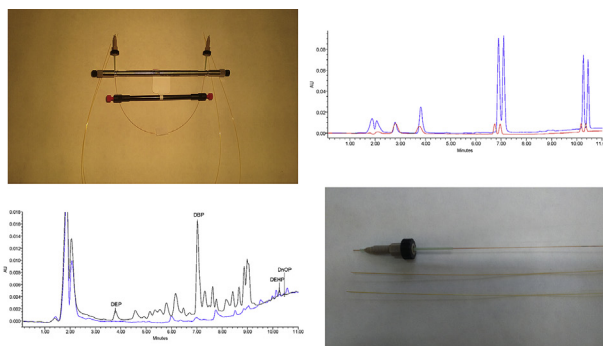 AU
0.08
0.06
0.04
0.02
0.00
1.00 2.00 3.00 4.00 5.00 6.00 7.00 8.00 9.00 10.00 11.0
Minutes
AU
0.018
0.016
0.014
0.012
0.010
0.008
0.006
0.004
0.002
0.000
DBP
DEP
DnOP
DEHP
1.00 2.00 3.00 4.00 5.00 6.00 7.00 8.00 9.00 10.00 11.00
Minutes